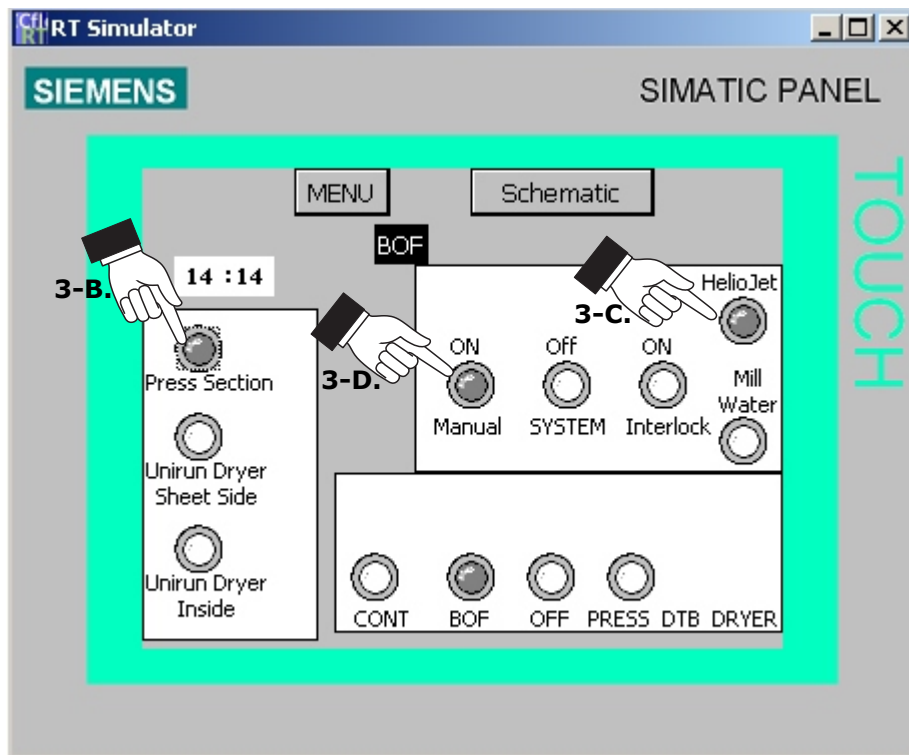 RT Simulator
SIEMENS
SIMATIC PANEL
TOUCH
MENU
Schematic
BOF
14 :14
3-B.
Press Section
Unirun Dryer
Sheet Side
Unirun Dryer
Inside
3-D.
ON
Manual
Off
SYSTEM
ON
Interlock
3-C.
HelioJet
Mill
Water
CONT
BOF
OFF
PRESS
DTB
DRYER